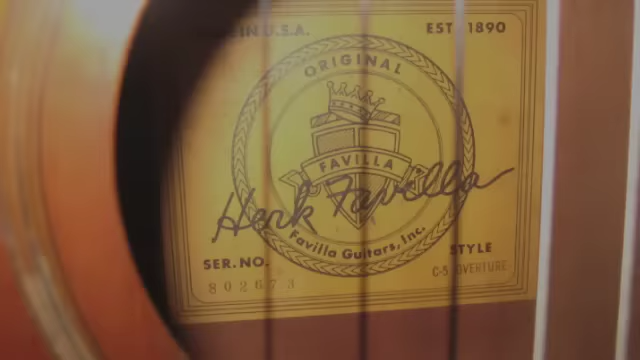 IN U.S.A. EST. 1890
ORIGINAL
FAVILLA
Herk Favilla
Favilla Guitars, Inc.
SER. NO. STYLE
802673 C-5 OVERTURE